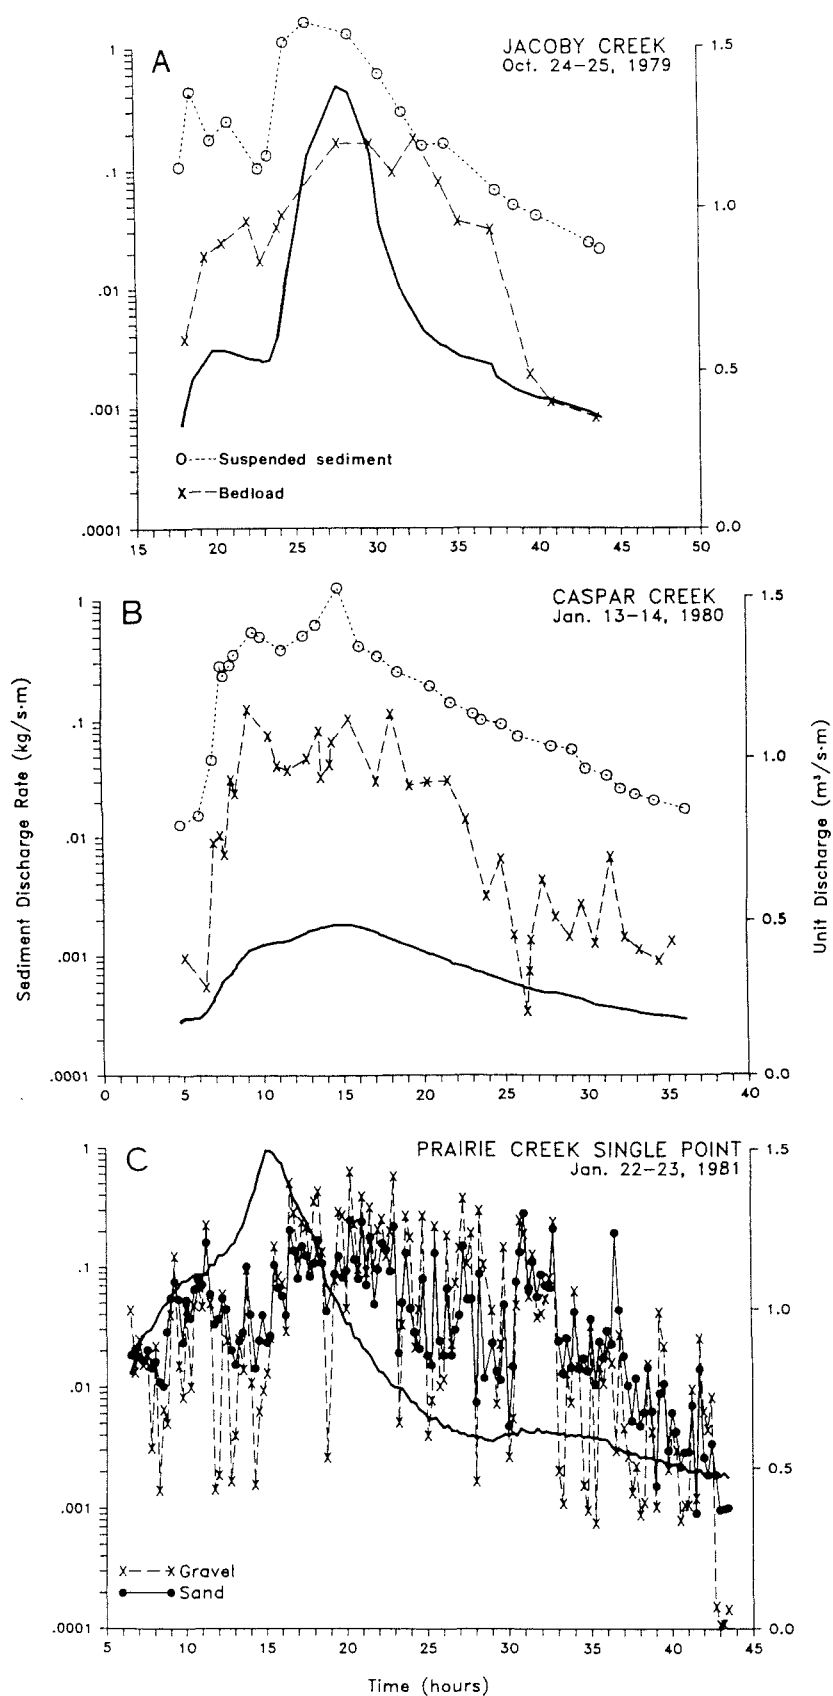 A
JACOBY CREEK
Oct. 24-25, 1979
1
.1
.01
.001
.0001
1.5
1.0
0.5
0.0
O----Suspended sediment
x——Bedload
15 20 25 30 35 40 45 50
B
CASPAR CREEK
Jan. 13-14, 1980
1
.1
.01
.001
.0001
1.5
1.0
0.5
0.0
0 5 10 15 20 25 30 35 40
Sediment Discharge Rate (kg/s·m)
Unit Discharge (m³/s·m)
C
PRAIRIE CREEK SINGLE POINT
Jan. 22-23, 1981
1
.1
.01
.001
.0001
1.5
1.0
0.5
0.0
x——x Gravel
Sand
5 10 15 20 25 30 35 40 45
Time (hours)